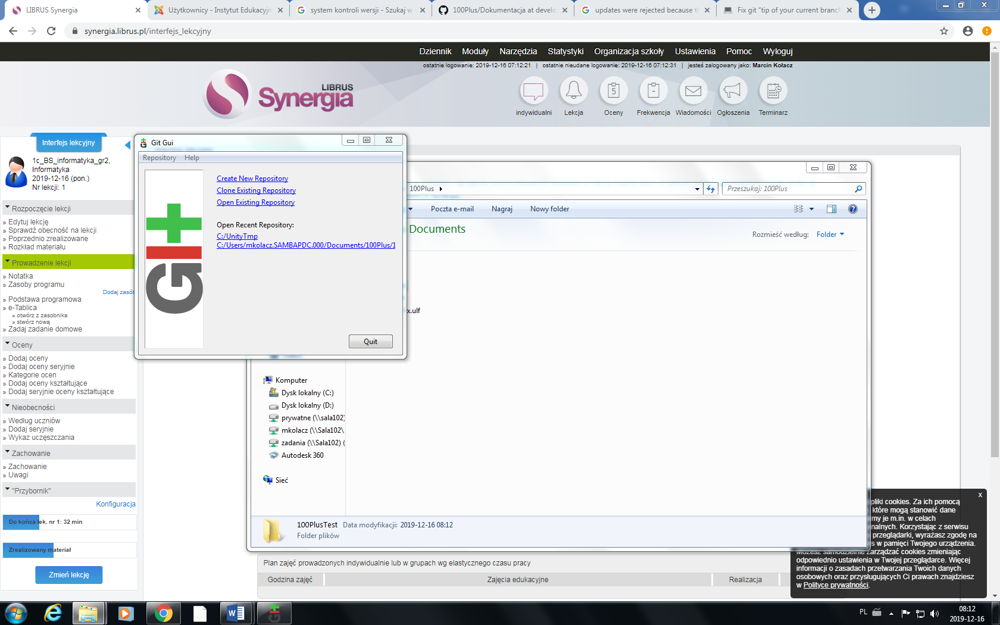 LIBRUS Synergia
Użytkownicy - Instytut Edukacyjn
system kontroli wersji - Szukaj w
100Plus/Dokumentacja at develo
updates were rejected because t
Fix git "tip of your current branch
synergia.librus.pl/interfejs_lekcyjny
Dziennik Moduły Narzędzia Statystyki Organizacja szkoły Ustawienia Pomoc Wyloguj
ostatnie logowanie: 2019-12-16 07:12:21 | ostatnie nieudane logowanie: 2019-12-16 07:12:31 | jesteś zalogowany jako: Marcin Kołacz
LIBRUS
Synergia
5
indywidualni Lekcja Oceny Frekwencja Wiadomości Ogłoszenia Terminarz
Interfejs lekcyjny
1c_BS_informatyka_gr2,
Informatyka
2019-12-16 (pon.)
Nr lekcji: 1
Rozpoczęcie lekcji
» Edytuj lekcję
» Sprawdź obecność na lekcji
» Poprzednio zrealizowane
» Rozkład materiału
Prowadzenie lekcji
» Notatka
» Zasoby programu
Dodaj zasób
» Podstawa programowa
» e-Tablica
» otwórz z zasobnika
» stwórz nową
» Zadaj zadanie domowe
Oceny
» Dodaj oceny
» Dodaj oceny seryjnie
» Kategorie ocen
» Dodaj oceny kształtujące
» Dodaj seryjnie oceny kształtujące
Nieobecności
» Według uczniów
» Dodaj seryjnie
» Wykaz uczęszczania
Zachowanie
» Zachowanie
» Uwagi
"Przybornik"
Konfiguracja
Do końca lek. nr 1: 32 min
Zrealizowany materiał
Zmień lekcję
Git Gui
Repository Help
GIT
Create New Repository
Clone Existing Repository
Open Existing Repository
Open Recent Repository:
C:/UnityTmp
C:/Users/mkolacz.SAMBAPDC.000/Documents/100Plus/1
Quit
100Plus
Przeszukaj: 100Plus
Poczta e-mail Nagraj Nowy folder
Documents
Rozmieść według: Folder
x.ulf
Komputer
Dysk lokalny (C:)
Dysk lokalny (D:)
prywatne (\\sala102)
mkolacz (\\Sala102\
zadania (\\Sala102) (
Autodesk 360
Sieć
100PlusTest Data modyfikacji: 2019-12-16 08:12
Folder plików
Plan zajęć prowadzonych indywidualnie lub w grupach wg elastycznego czasu pracy
Godzina zajęć Zajęcia edukacyjne Realizacja
x
pliki cookies. Za ich pomocą
które mogą stanowić dane
my je m.in. w celach
nalnych. Korzystając z serwisu
przeglądarki, wyrażasz zgodę na
s w pamięci Twojego urządzenia.
Możesz samodzielnie zarządzać cookies zmieniając
odpowiednio ustawienia w Twojej przeglądarce. Więcej
informacji o zasadach przetwarzania Twoich danych
osobowych oraz przysługujących Ci prawach znajdziesz
w Polityce prywatności.
PL
08:12
2019-12-16